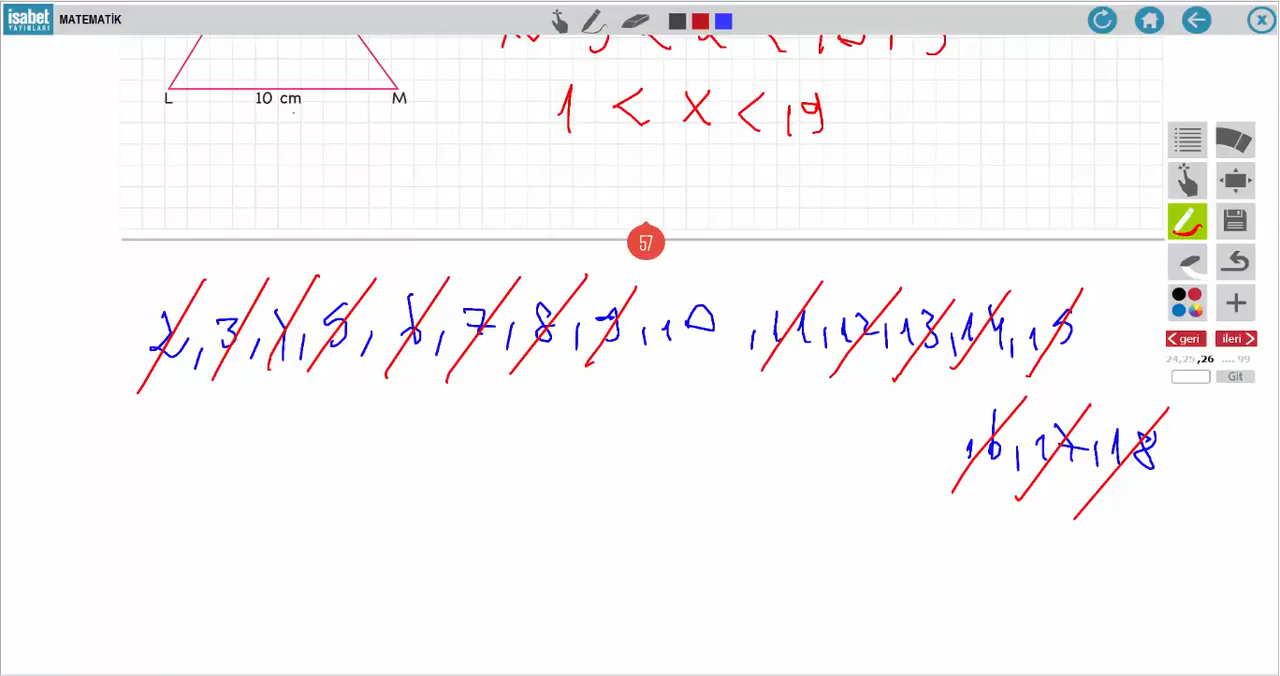 isabet
YAYINLARI
MATEMATİK
L 10 cm M
1 < x < 19
57
2, 3, 4, 5, 6, 7, 8, 9, 10, 11, 12, 13, 14, 15
16, 17, 18
geri ileri
24,25,26 .... 99
Git